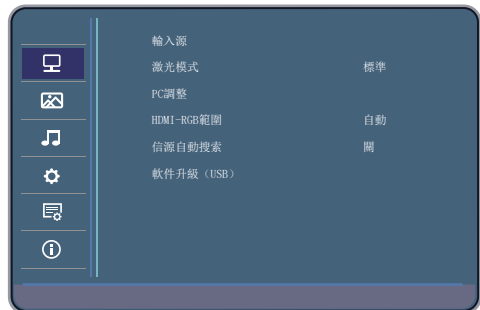 輸入源
激光模式 標準
PC調整
HDMI-RGB範圍 自動
信源自動搜索 關
軟件升級（USB）